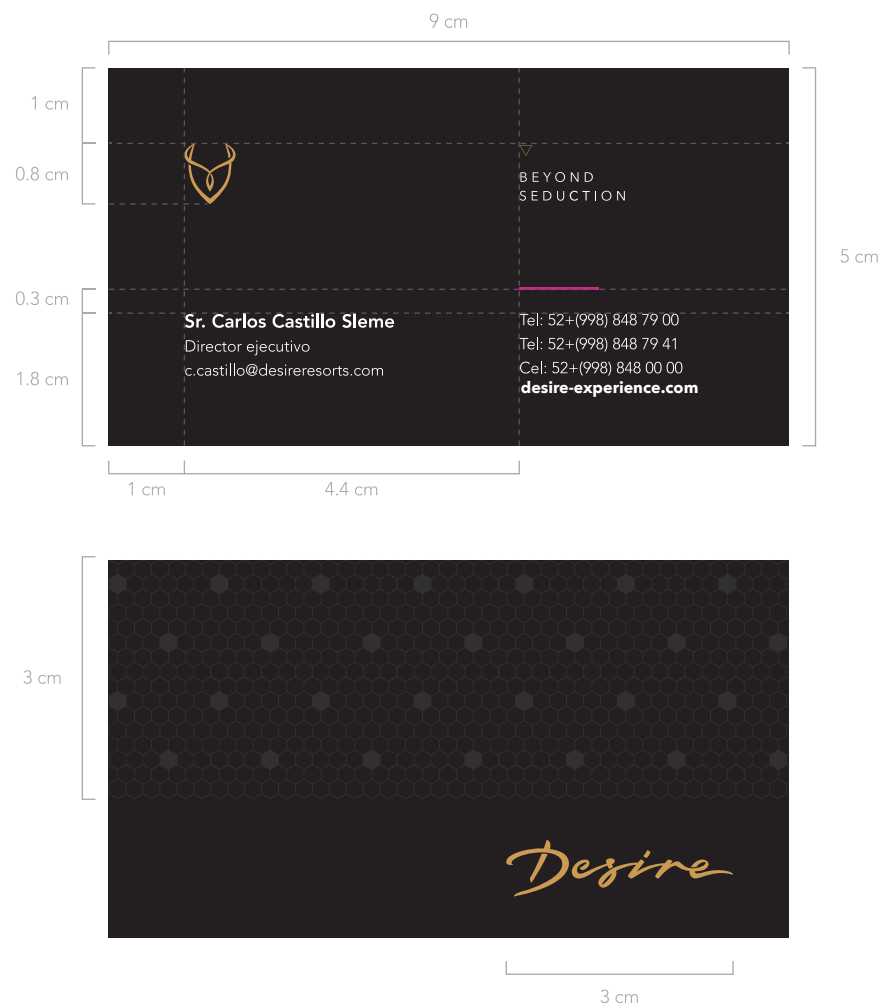 9 cm
1 cm
0.8 cm
BEYOND
SEDUCTION
5 cm
0.3 cm
1.8 cm
Sr. Carlos Castillo Sleme
Director ejecutivo
c.castillo@desireresorts.com
Tel: 52+(998) 848 79 00
Tel: 52+(998) 848 79 41
Cel: 52+(998) 848 00 00
desire-experience.com
1 cm
4.4 cm
3 cm
Desire
3 cm